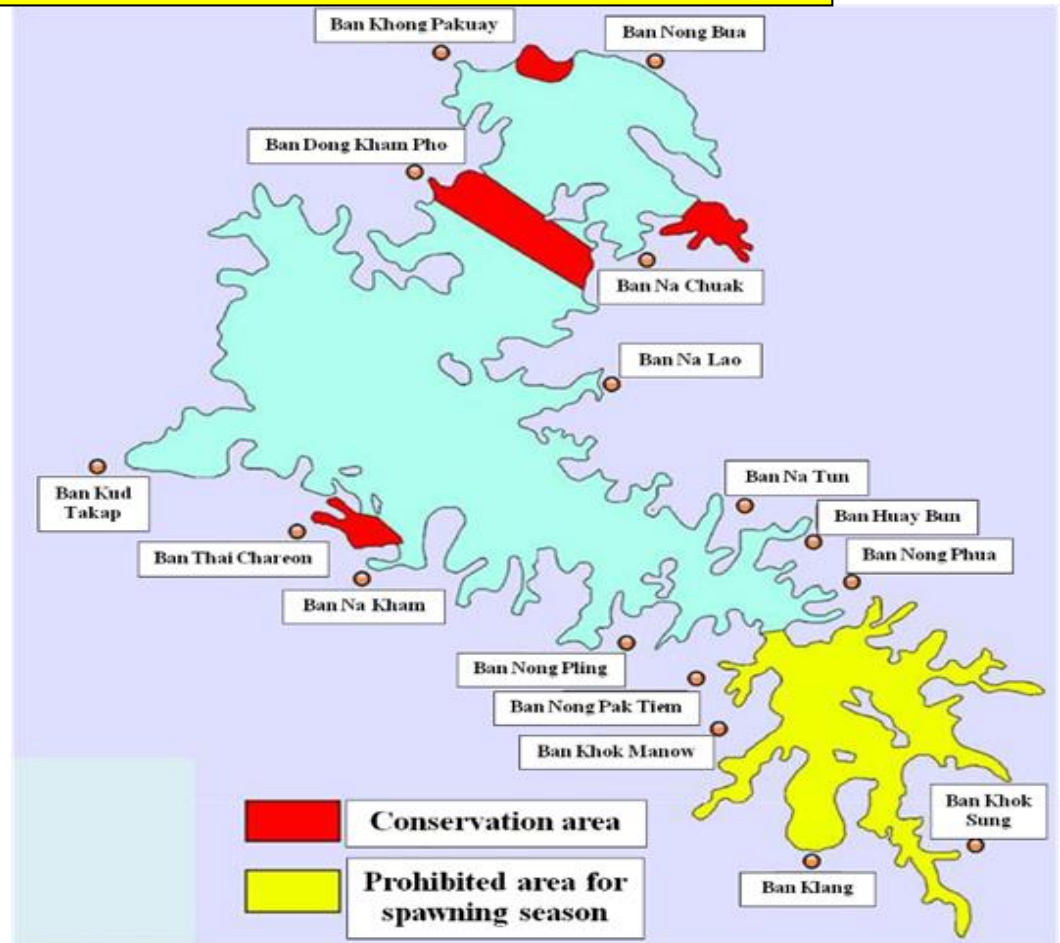 Ban Khong Pakuay
Ban Nong Bua
Ban Dong Kham Pho
Ban Na Chuak
Ban Na Lao
Ban Kud
Takap
Ban Na Tun
Ban Huay Bun
Ban Thai Chareon
Ban Nong Phua
Ban Na Kham
Ban Nong Pling
Ban Nong Pak Tiem
Ban Khok Manow
Ban Khok
Sung
Ban Klang
Conservation area
Prohibited area for
spawning season